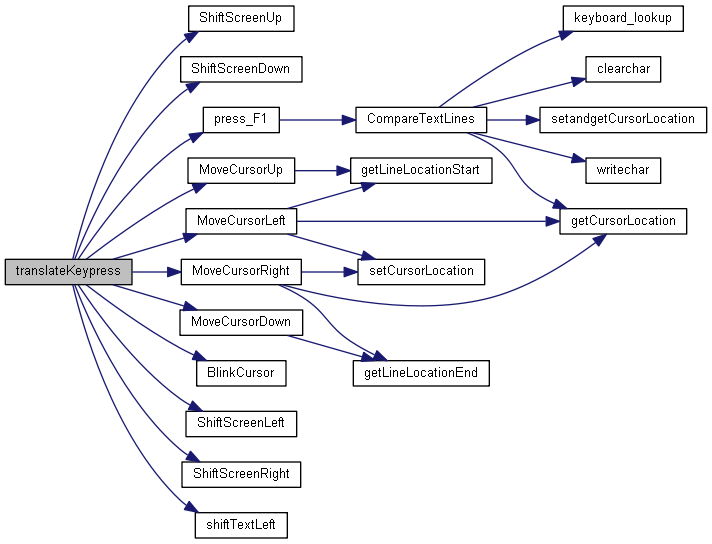 ShiftScreenUp
keyboard_lookup
ShiftScreenDown
clearchar
press_F1
CompareTextLines
setandgetCursorLocation
MoveCursorUp
getLineLocationStart
writechar
MoveCursorLeft
getCursorLocation
translateKeypress
MoveCursorRight
setCursorLocation
MoveCursorDown
BlinkCursor
getLineLocationEnd
ShiftScreenLeft
ShiftScreenRight
shiftTextLeft